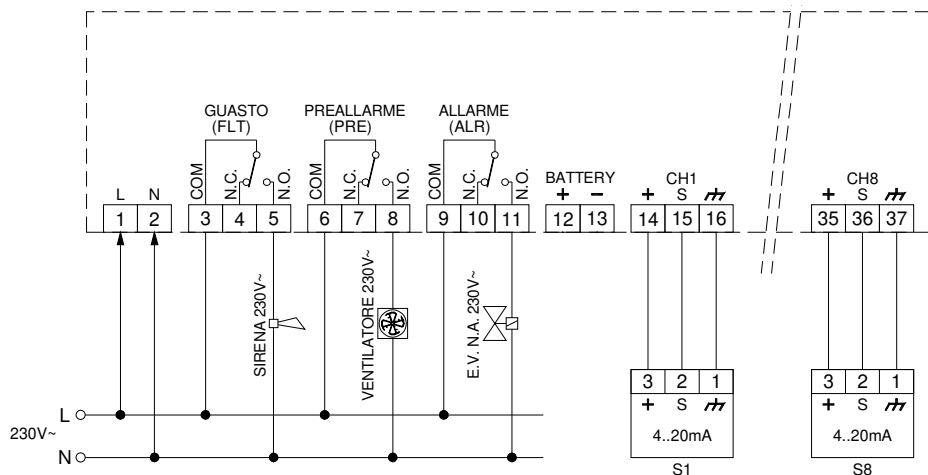 GUASTO
(FLT)
PREALLARME
(PRE)
ALLARME
(ALR)
COM
N.C.
N.O.
COM
N.C.
N.O.
COM
N.C.
N.O.
L N
BATTERY
+ −
CH1
+ S
CH8
+ S
1 2 3 4 5 6 7 8 9 10 11 12 13 14 15 16 35 36 37
SIRENA 230V~
VENTILATORE 230V~
E.V. N.A. 230V~
3 2 1
+ S
4..20mA
S1
3 2 1
+ S
4..20mA
S8
L
230V~
N